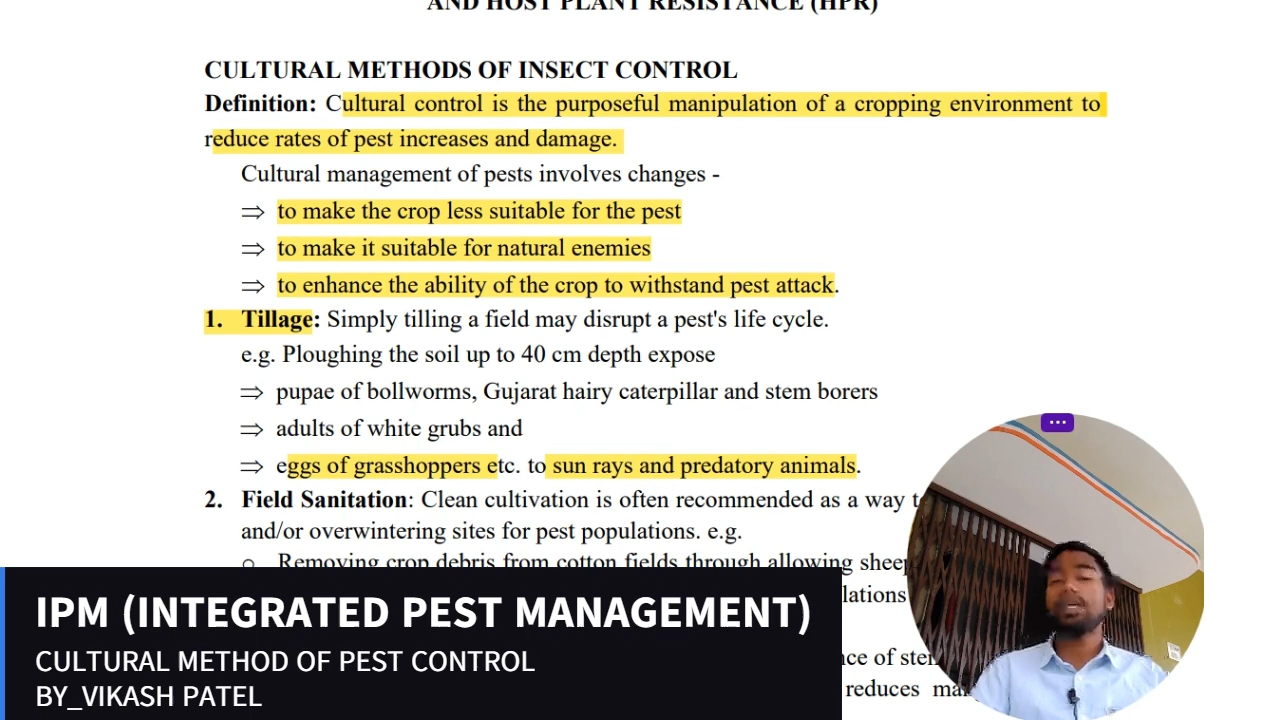 AND HOST PLANT RESISTANCE (HPR)
CULTURAL METHODS OF INSECT CONTROL
Definition: Cultural control is the purposeful manipulation of a cropping environment to
reduce rates of pest increases and damage.
Cultural management of pests involves changes -
⇒ to make the crop less suitable for the pest
⇒ to make it suitable for natural enemies
⇒ to enhance the ability of the crop to withstand pest attack.
1. Tillage: Simply tilling a field may disrupt a pest's life cycle.
e.g. Ploughing the soil up to 40 cm depth expose
⇒ pupae of bollworms, Gujarat hairy caterpillar and stem borers
⇒ adults of white grubs and
⇒ eggs of grasshoppers etc. to sun rays and predatory animals.
2. Field Sanitation: Clean cultivation is often recommended as a way
and/or overwintering sites for pest populations. e.g.
o Removing crop debris from cotton fields through allowing sheep
lations
IPM (INTEGRATED PEST MANAGEMENT)
CULTURAL METHOD OF PEST CONTROL
nce of
BY_VIKASH PATEL
reduces